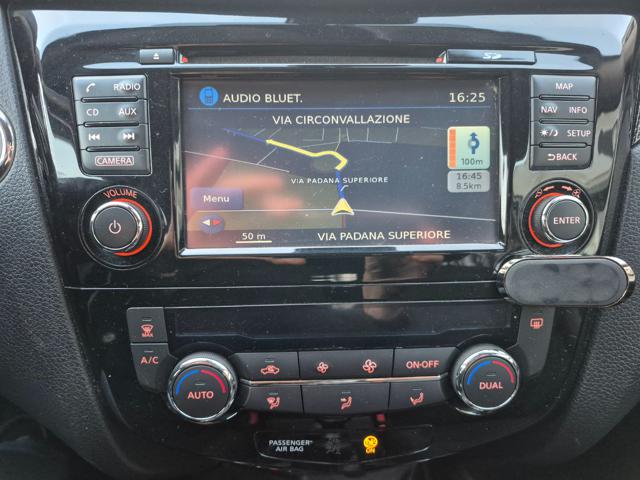 RADIO
CD AUX
CAMERA
VOLUME
SD
AUDIO BLUET. 16:25
VIA CIRCONVALLAZIONE
100m
VIA PADANA SUPERIORE
16:45
8.5km
Menu
50 m
VIA PADANA SUPERIORE
MAP
NAV INFO
SETUP
BACK
ENTER
MAX
A/C
AUTO
ON-OFF
DUAL
PASSENGER
AIR BAG
ON